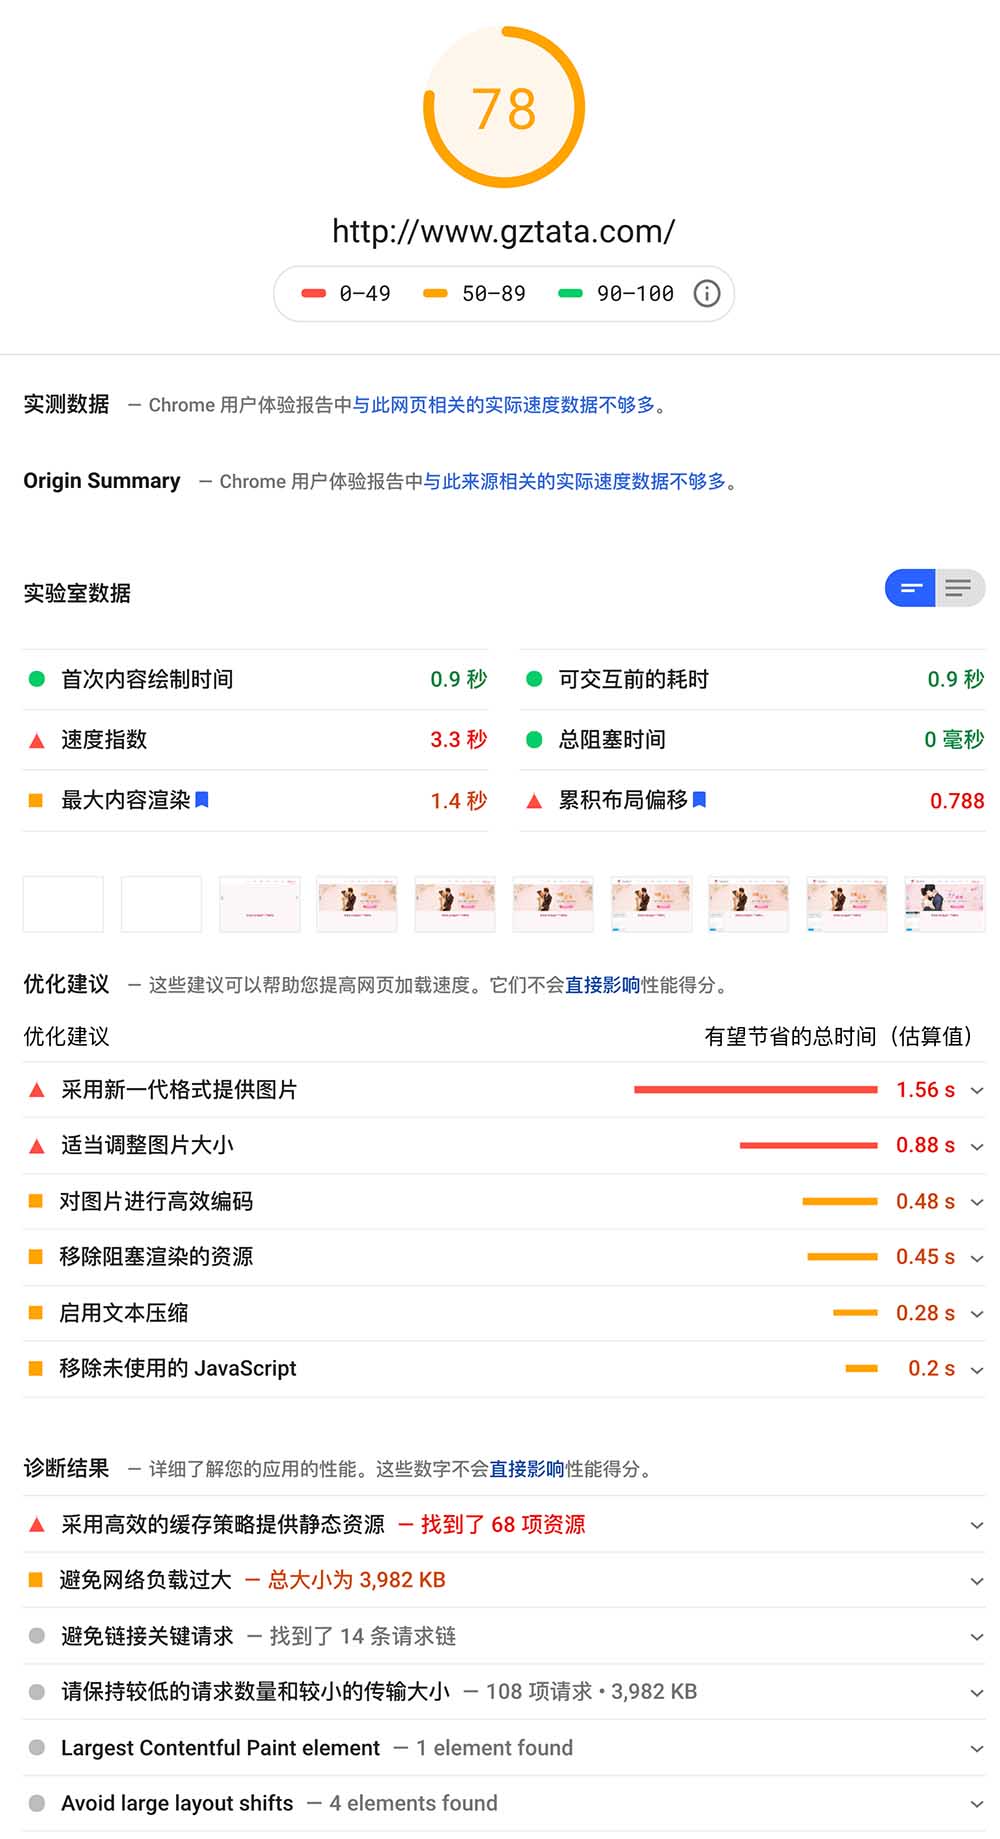 78
http://www.gztata.com/
0–49 50–89 90–100
实测数据 — Chrome 用户体验报告中与此网页相关的实际速度数据不够多。
Origin Summary — Chrome 用户体验报告中与此来源相关的实际速度数据不够多。
实验室数据
首次内容绘制时间 0.9 秒
可交互前的耗时 0.9 秒
速度指数 3.3 秒
总阻塞时间 0 毫秒
最大内容渲染 1.4 秒
累积布局偏移 0.788
优化建议 — 这些建议可以帮助您提高网页加载速度。它们不会直接影响性能得分。
优化建议 有望节省的总时间（估算值）
采用新一代格式提供图片 1.56 s
适当调整图片大小 0.88 s
对图片进行高效编码 0.48 s
移除阻塞渲染的资源 0.45 s
启用文本压缩 0.28 s
移除未使用的 JavaScript 0.2 s
诊断结果 — 详细了解您的应用的性能。这些数字不会直接影响性能得分。
采用高效的缓存策略提供静态资源 — 找到了 68 项资源
避免网络负载过大 — 总大小为 3,982 KB
避免链接关键请求 — 找到了 14 条请求链
请保持较低的请求数量和较小的传输大小 — 108 项请求 • 3,982 KB
Largest Contentful Paint element — 1 element found
Avoid large layout shifts — 4 elements found